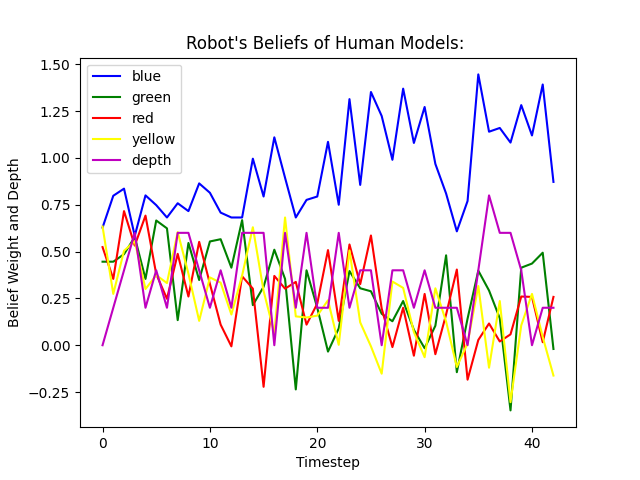 Robot's Beliefs of Human Models:
blue
green
red
yellow
depth
Belief Weight and Depth
1.50
1.25
1.00
0.75
0.50
0.25
0.00
−0.25
0
10
20
30
40
Timestep